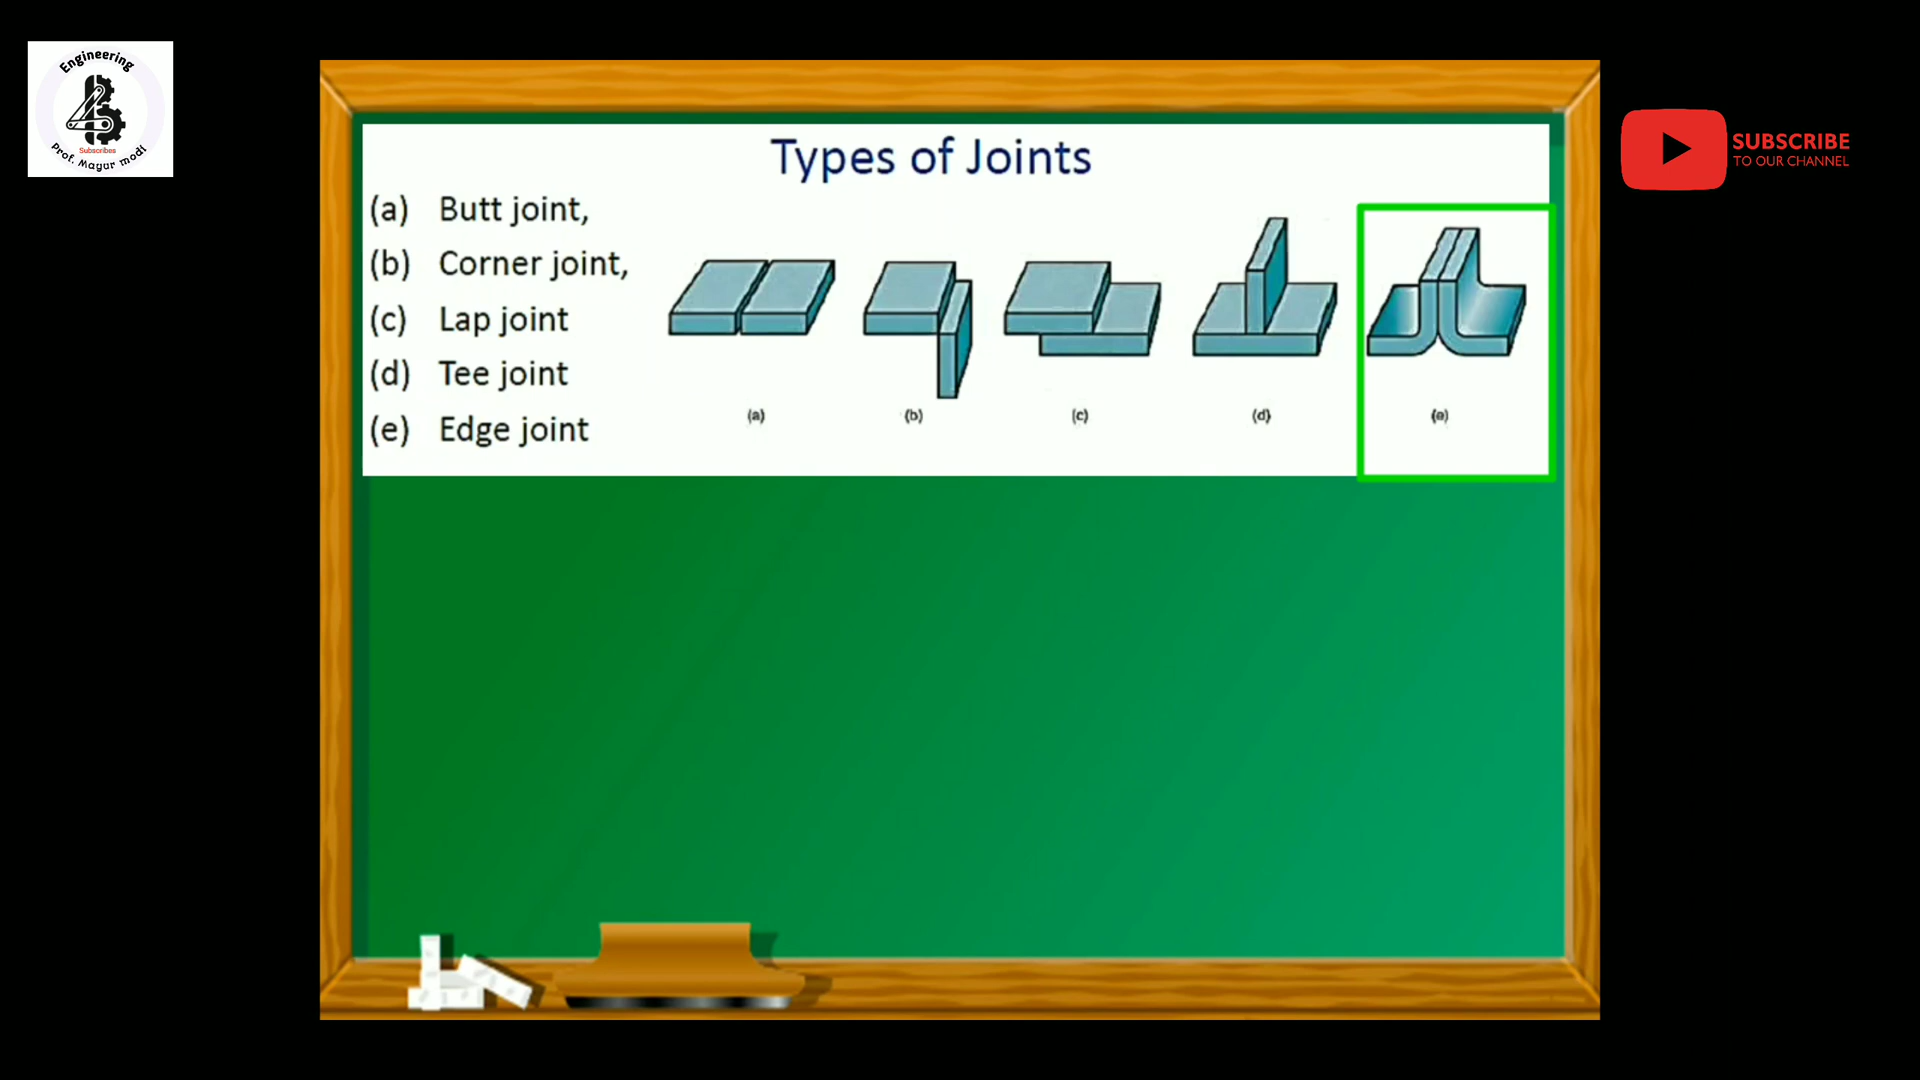 Engineering
Subscribes
Prof. Mayur modi
SUBSCRIBE
TO OUR CHANNEL
Types of Joints
(a) Butt joint,
(b) Corner joint,
(c) Lap joint
(d) Tee joint
(e) Edge joint
(a) (b) (c) (d) (e)